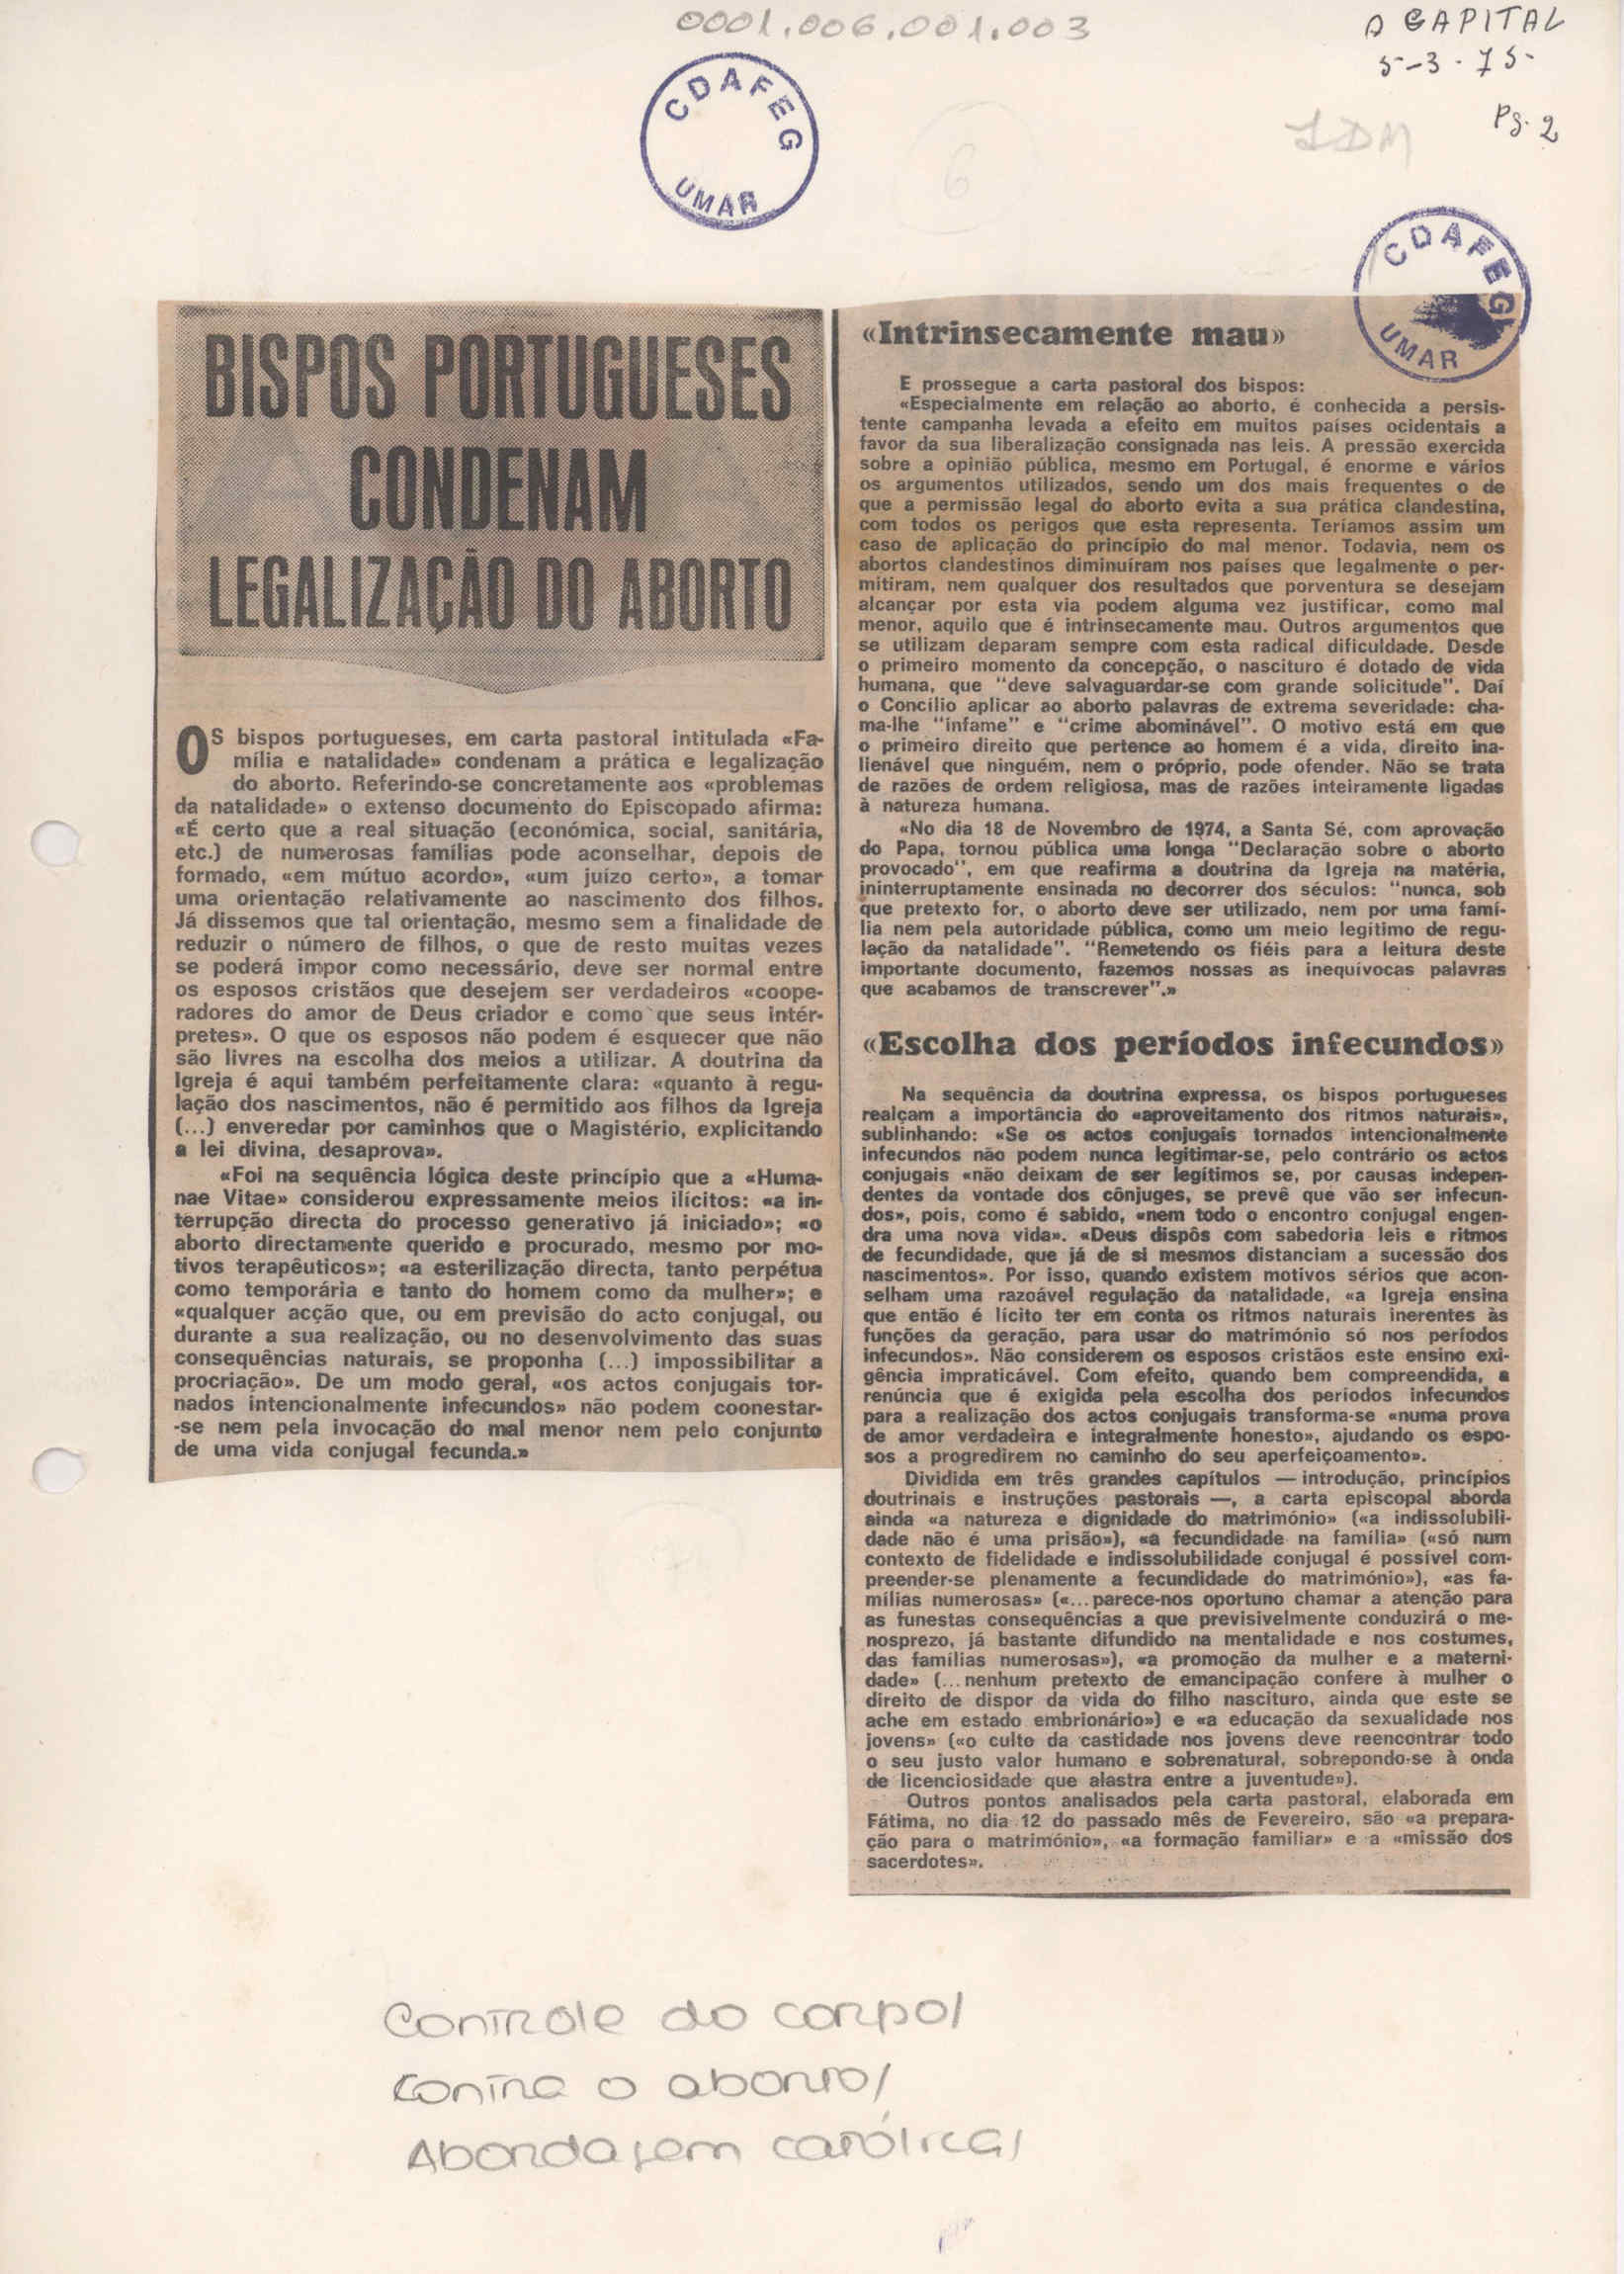 0001.006.001.003
A CAPITAL
5-3-75-
Pg. 2
CDAFEG
UMAR
6
IDM
CDAFEG
UMAR
BISPOS PORTUGUESES
CONDENAM
LEGALIZAÇÃO DO ABORTO
OS bispos portugueses, em carta pastoral intitulada «Fa-
mília e natalidade» condenam a prática e legalização
do aborto. Referindo-se concretamente aos «problemas
da natalidade» o extenso documento do Episcopado afirma:
«É certo que a real situação (económica, social, sanitária,
etc.) de numerosas famílias pode aconselhar, depois de
formado, «em mútuo acordo», «um juízo certo», a tomar
uma orientação relativamente ao nascimento dos filhos.
Já dissemos que tal orientação, mesmo sem a finalidade de
reduzir o número de filhos, o que de resto muitas vezes
se poderá impor como necessário, deve ser normal entre
os esposos cristãos que desejem ser verdadeiros «coope-
radores do amor de Deus criador e como que seus intér-
pretes». O que os esposos não podem é esquecer que não
são livres na escolha dos meios a utilizar. A doutrina da
Igreja é aqui também perfeitamente clara: «quanto à regu-
lação dos nascimentos, não é permitido aos filhos da Igreja
(...) enveredar por caminhos que o Magistério, explicitando
a lei divina, desaprova».
«Foi na sequência lógica deste princípio que a «Huma-
nae Vitae» considerou expressamente meios ilícitos: «a in-
terrupção directa do processo generativo já iniciado»; «o
aborto directamente querido e procurado, mesmo por mo-
tivos terapêuticos»; «a esterilização directa, tanto perpétua
como temporária e tanto do homem como da mulher»; e
«qualquer acção que, ou em previsão do acto conjugal, ou
durante a sua realização, ou no desenvolvimento das suas
consequências naturais, se proponha (...) impossibilitar a
procriação». De um modo geral, «os actos conjugais tor-
nados intencionalmente infecundos» não podem coonestar-
-se nem pela invocação do mal menor nem pelo conjunto
de uma vida conjugal fecunda.»
«Intrinsecamente mau»
E prossegue a carta pastoral dos bispos:
«Especialmente em relação ao aborto, é conhecida a persis-
tente campanha levada a efeito em muitos países ocidentais a
favor da sua liberalização consignada nas leis. A pressão exercida
sobre a opinião pública, mesmo em Portugal, é enorme e vários
os argumentos utilizados, sendo um dos mais frequentes o de
que a permissão legal do aborto evita a sua prática clandestina,
com todos os perigos que esta representa. Teríamos assim um
caso de aplicação do princípio do mal menor. Todavia, nem os
abortos clandestinos diminuíram nos países que legalmente o per-
mitiram, nem qualquer dos resultados que porventura se desejam
alcançar por esta via podem alguma vez justificar, como mal
menor, aquilo que é intrinsecamente mau. Outros argumentos que
se utilizam deparam sempre com esta radical dificuldade. Desde
o primeiro momento da concepção, o nascituro é dotado de vida
humana, que "deve salvaguardar-se com grande solicitude". Daí
o Concílio aplicar ao aborto palavras de extrema severidade: cha-
ma-lhe "infame" e "crime abominável". O motivo está em que
o primeiro direito que pertence ao homem é a vida, direito ina-
lienável que ninguém, nem o próprio, pode ofender. Não se trata
de razões de ordem religiosa, mas de razões inteiramente ligadas
à natureza humana.
«No dia 18 de Novembro de 1974, a Santa Sé, com aprovação
do Papa, tornou pública uma longa "Declaração sobre o aborto
provocado", em que reafirma a doutrina da Igreja na matéria,
ininterruptamente ensinada no decorrer dos séculos: "nunca, sob
que pretexto for, o aborto deve ser utilizado, nem por uma famí-
lia nem pela autoridade pública, como um meio legítimo de regu-
lação da natalidade". "Remetendo os fiéis para a leitura deste
importante documento, fazemos nossas as inequívocas palavras
que acabamos de transcrever".»
«Escolha dos períodos infecundos»
Na sequência da doutrina expressa, os bispos portugueses
realçam a importância do «aproveitamento dos ritmos naturais»,
sublinhando: «Se os actos conjugais tornados intencionalmente
infecundos não podem nunca legitimar-se, pelo contrário os actos
conjugais «não deixam de ser legítimos se, por causas indepen-
dentes da vontade dos cônjuges, se prevê que vão ser infecun-
dos», pois, como é sabido, «nem todo o encontro conjugal engen-
dra uma nova vida». «Deus dispôs com sabedoria leis e ritmos
de fecundidade, que já de si mesmos distanciam a sucessão dos
nascimentos». Por isso, quando existem motivos sérios que acon-
selham uma razoável regulação da natalidade, «a Igreja ensina
que então é lícito ter em conta os ritmos naturais inerentes às
funções da geração, para usar do matrimónio só nos períodos
infecundos». Não considerem os esposos cristãos este ensino exi-
gência impraticável. Com efeito, quando bem compreendida, a
renúncia que é exigida pela escolha dos períodos infecundos
para a realização dos actos conjugais transforma-se «numa prova
de amor verdadeira e integralmente honesto», ajudando os espo-
sos a progredirem no caminho do seu aperfeiçoamento».
Dividida em três grandes capítulos — introdução, princípios
doutrinais e instruções pastorais —, a carta episcopal aborda
ainda «a natureza e dignidade do matrimónio» («a indissolubili-
dade não é uma prisão»), «a fecundidade na família» («só num
contexto de fidelidade e indissolubilidade conjugal é possível com-
preender-se plenamente a fecundidade do matrimónio»), «as fa-
mílias numerosas» («...parece-nos oportuno chamar a atenção para
as funestas consequências a que previsivelmente conduzirá o me-
nosprezo, já bastante difundido na mentalidade e nos costumes,
das famílias numerosas»), «a promoção da mulher e a materni-
dade» (...nenhum pretexto de emancipação confere à mulher o
direito de dispor da vida do filho nascituro, ainda que este se
ache em estado embrionário») e «a educação da sexualidade nos
jovens» («o culto da castidade nos jovens deve reencontrar todo
o seu justo valor humano e sobrenatural, sobrepondo-se à onda
de licenciosidade que alastra entre a juventude»).
Outros pontos analisados pela carta pastoral, elaborada em
Fátima, no dia 12 do passado mês de Fevereiro, são «a prepara-
ção para o matrimónio», «a formação familiar» e a «missão dos
sacerdotes».
Contrôle do corpo/
Contra o aborto/
Abordagem católica/